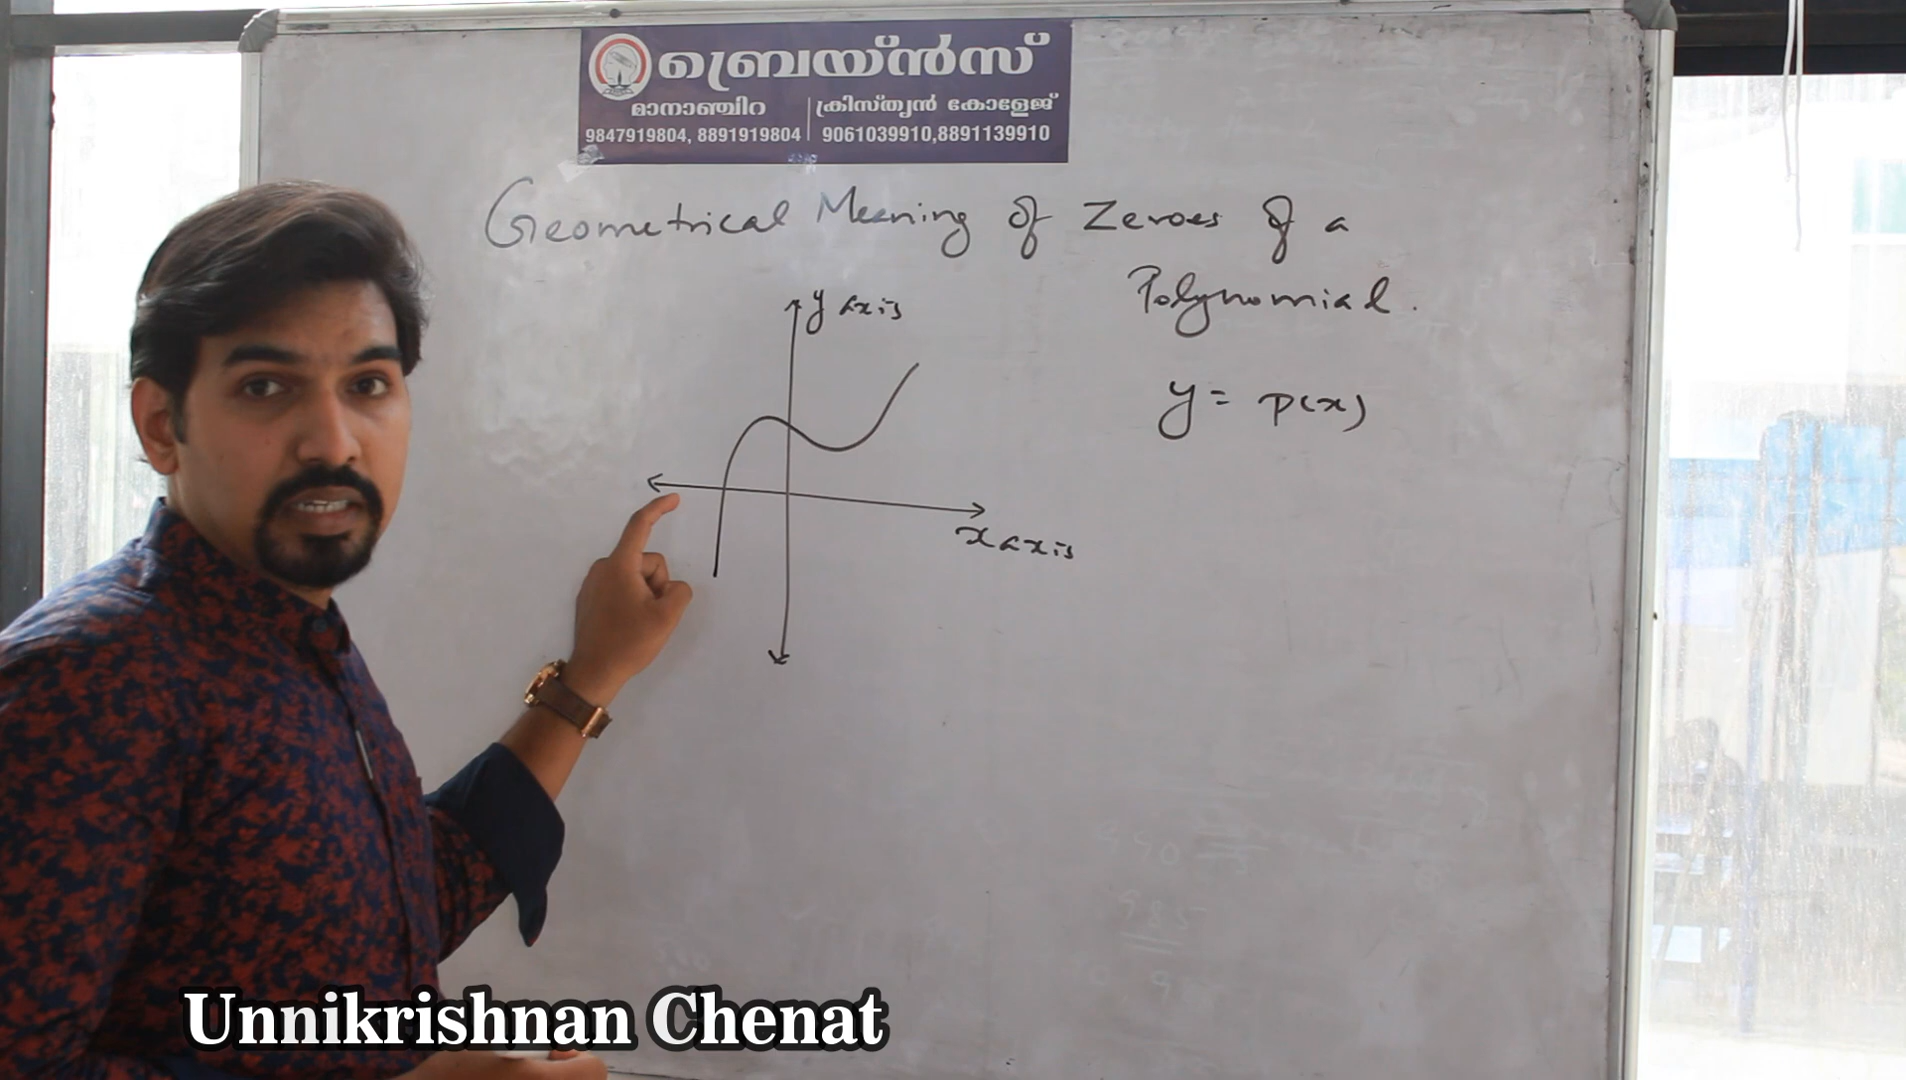 ബ്രെയ്ൻസ്
മാനാഞ്ചിറ
ക്രിസ്ത്യൻ കോളേജ്
9847919804, 8891919804
9061039910,8891139910
Geometrical Meaning of Zeroes of a
Polynomial.
y axis
y = p(x)
x axis
Unnikrishnan Chenat